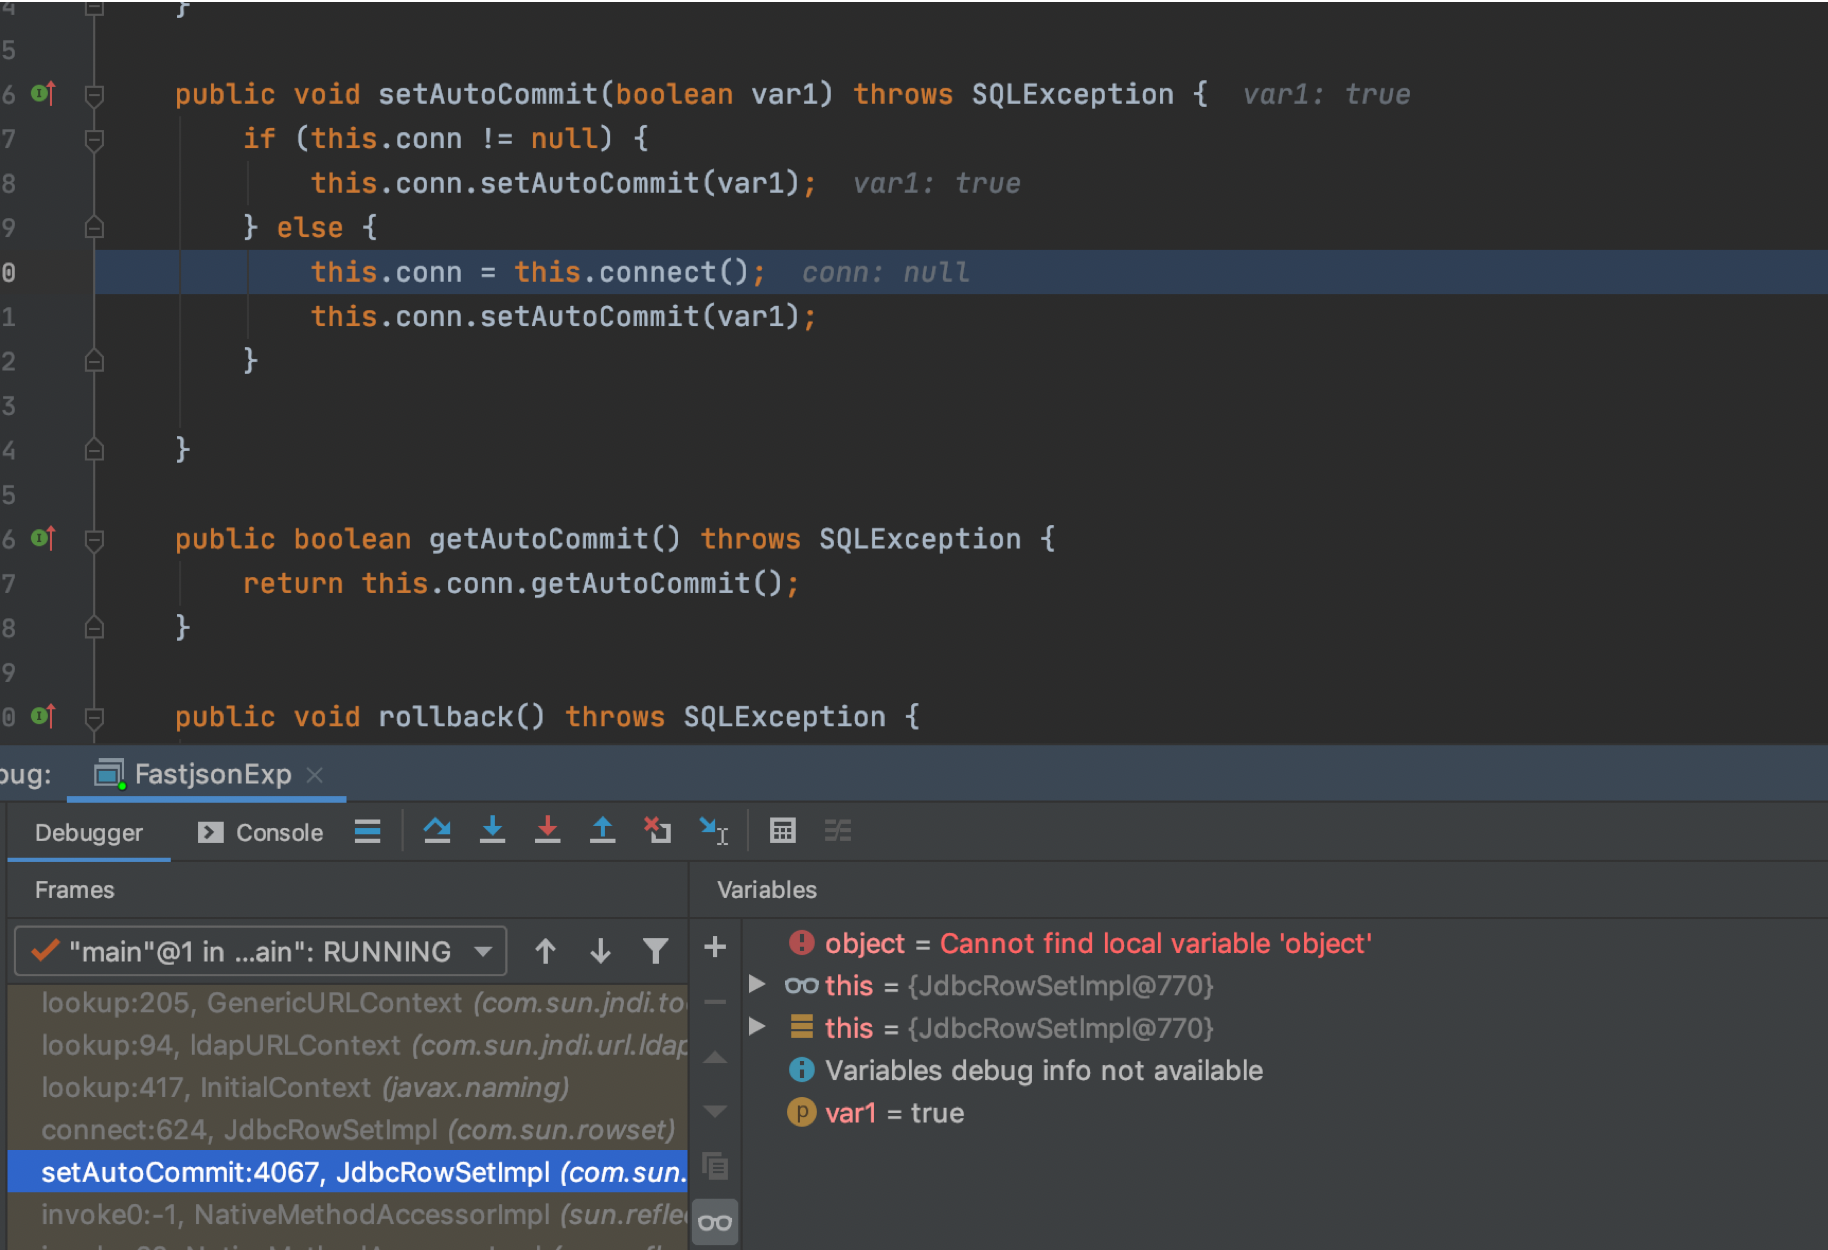 4 }
5
6 public void setAutoCommit(boolean var1) throws SQLException { var1: true
7 if (this.conn != null) {
8 this.conn.setAutoCommit(var1); var1: true
9 } else {
0 this.conn = this.connect(); conn: null
1 this.conn.setAutoCommit(var1);
2 }
3
4 }
5
6 public boolean getAutoCommit() throws SQLException {
7 return this.conn.getAutoCommit();
8 }
9
0 public void rollback() throws SQLException {
bug: FastjsonExp
Debugger Console
Frames
Variables
"main"@1 in ...ain": RUNNING
lookup:205, GenericURLContext (com.sun.jndi.to
lookup:94, ldapURLContext (com.sun.jndi.url.ldap
lookup:417, InitialContext (javax.naming)
connect:624, JdbcRowSetImpl (com.sun.rowset)
setAutoCommit:4067, JdbcRowSetImpl (com.sun.
invoke0:-1, NativeMethodAccessorImpl (sun.refle
object = Cannot find local variable 'object'
this = {JdbcRowSetImpl@770}
this = {JdbcRowSetImpl@770}
Variables debug info not available
var1 = true